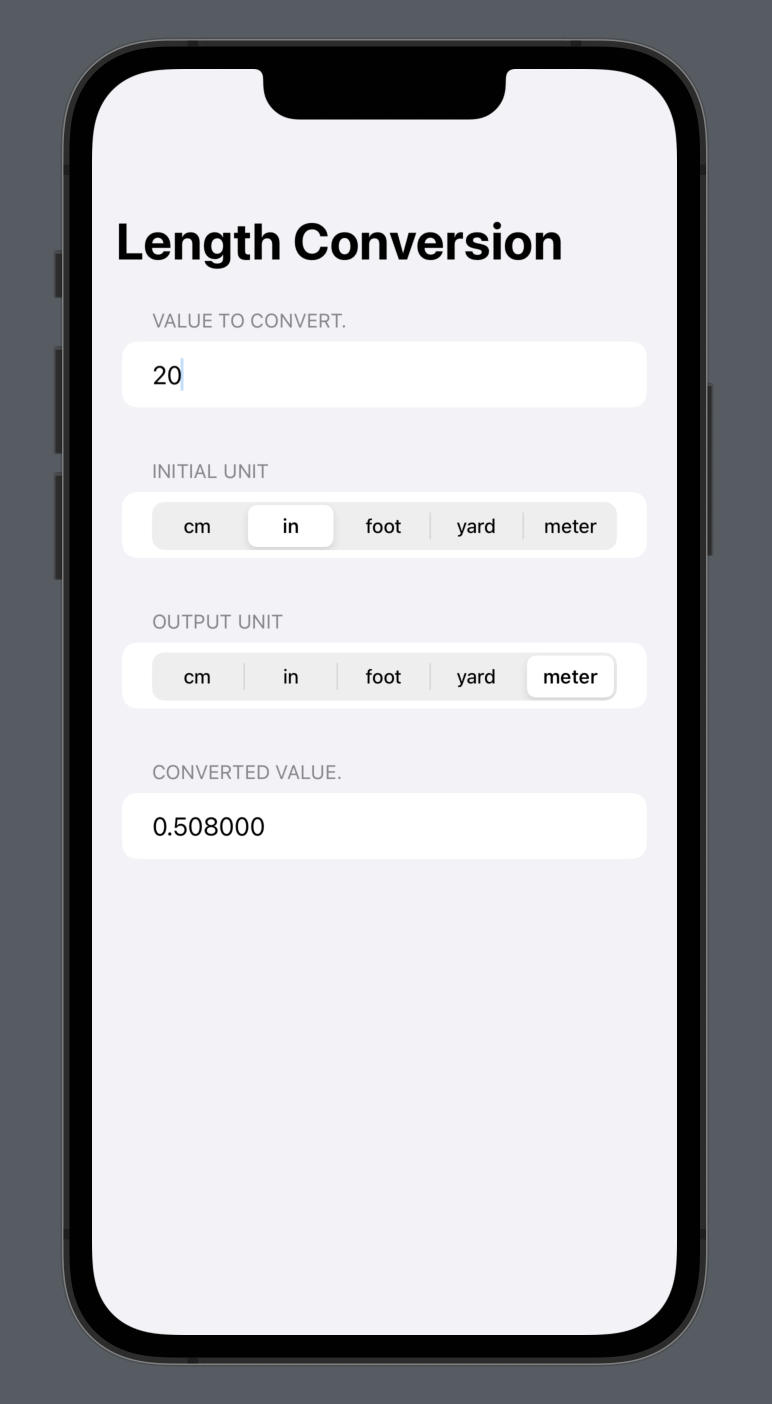 Length Conversion
VALUE TO CONVERT.
20
INITIAL UNIT
cm in foot yard meter
OUTPUT UNIT
cm in foot yard meter
CONVERTED VALUE.
0.508000